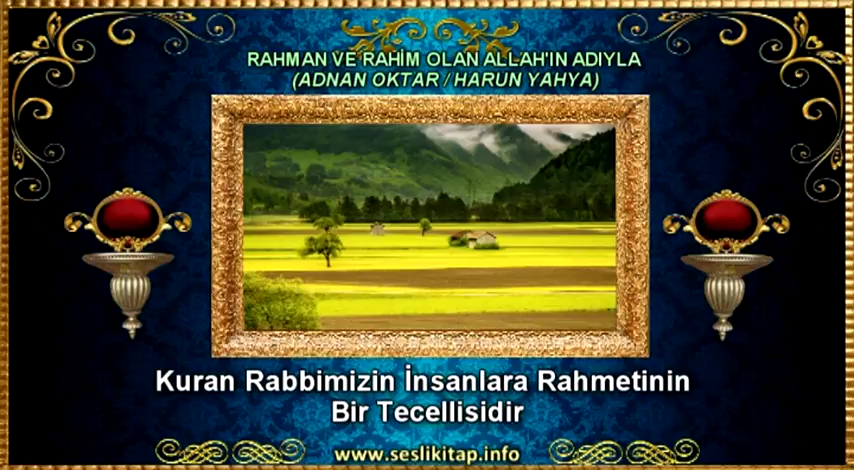 RAHMAN VE RAHİM OLAN ALLAH'IN ADIYLA
(ADNAN OKTAR / HARUN YAHYA)
Kuran Rabbimizin İnsanlara Rahmetinin
Bir Tecellisidir
www.seslikitap.info